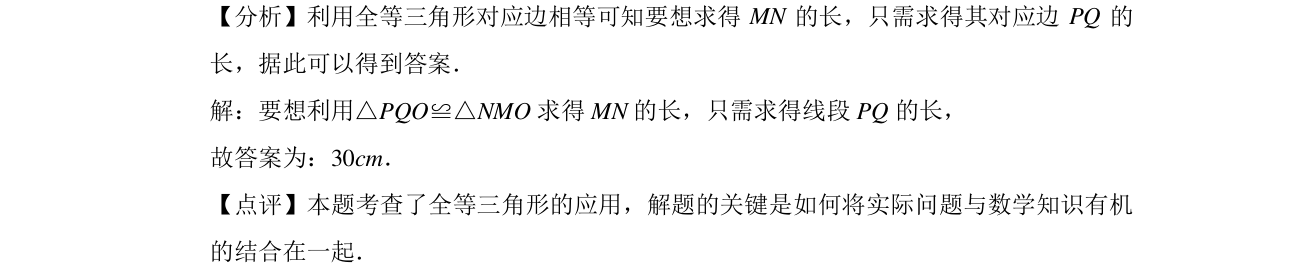 【分析】利用全等三角形对应边相等可知要想求得 MN 的长，只需求得其对应边 PQ 的
长，据此可以得到答案．
解：要想利用△PQO≌△NMO 求得 MN 的长，只需求得线段 PQ 的长，
故答案为：30cm．
【点评】本题考查了全等三角形的应用，解题的关键是如何将实际问题与数学知识有机
的结合在一起．